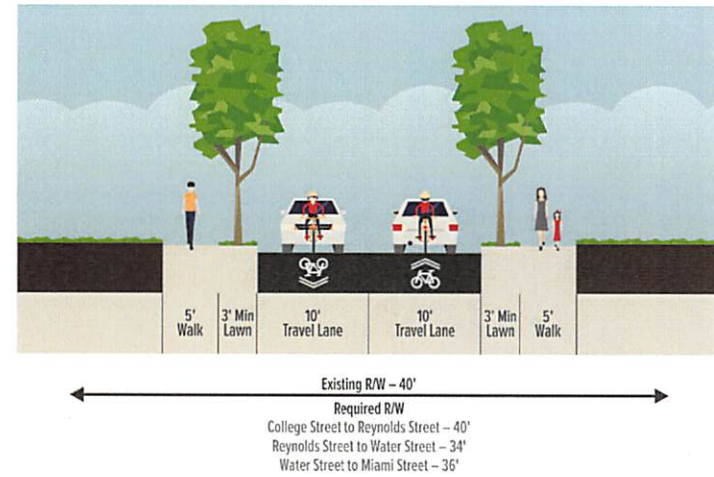 5'
Walk
3' Min
Lawn
10'
Travel Lane
10'
Travel Lane
3' Min
Lawn
5'
Walk
Existing R/W – 40'
Required R/W
College Street to Reynolds Street – 40'
Reynolds Street to Water Street – 34'
Water Street to Miami Street – 36'